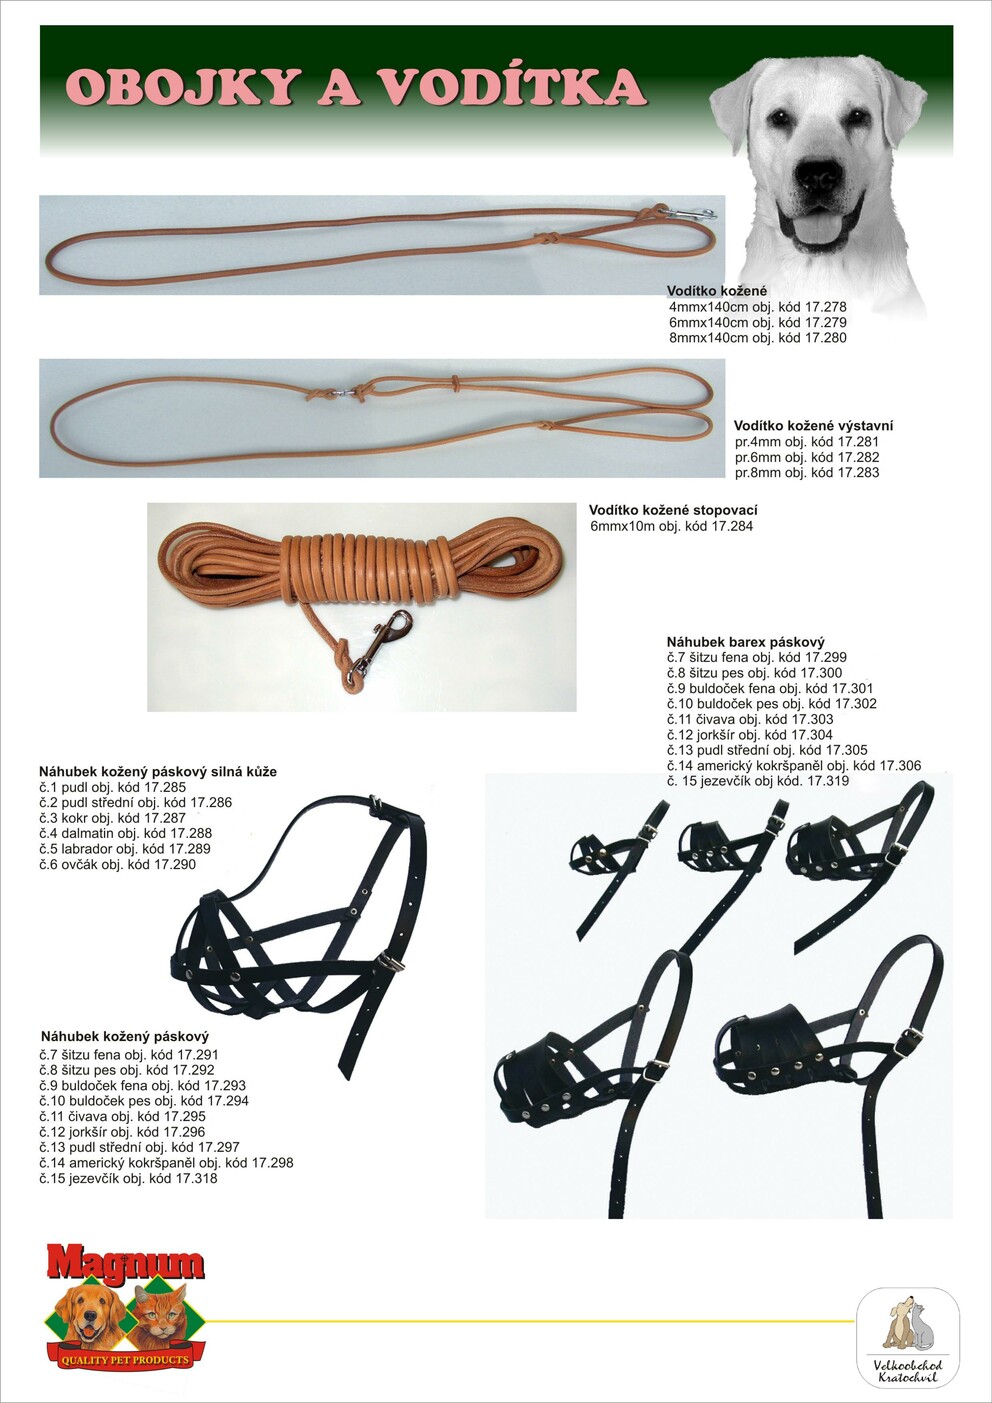 OBOJKY A VODÍTKA
Vodítko kožené
4mmx140cm obj. kód 17.278
6mmx140cm obj. kód 17.279
8mmx140cm obj. kód 17.280
Vodítko kožené výstavní
pr.4mm obj. kód 17.281
pr.6mm obj. kód 17.282
pr.8mm obj. kód 17.283
Vodítko kožené stopovací
6mmx10m obj. kód 17.284
Náhubek barex páskový
č.7 šitzu fena obj. kód 17.299
č.8 šitzu pes obj. kód 17.300
č.9 buldoček fena obj. kód 17.301
č.10 buldoček pes obj. kód 17.302
č.11 čivava obj. kód 17.303
č.12 jorkšír obj. kód 17.304
č.13 pudl střední obj. kód 17.305
č.14 americký kokršpaněl obj. kód 17.306
č. 15 jezevčík obj kód. 17.319
Náhubek kožený páskový silná kůže
č.1 pudl obj. kód 17.285
č.2 pudl střední obj. kód 17.286
č.3 kokr obj. kód 17.287
č.4 dalmatin obj. kód 17.288
č.5 labrador obj. kód 17.289
č.6 ovčák obj. kód 17.290
Náhubek kožený páskový
č.7 šitzu fena obj. kód 17.291
č.8 šitzu pes obj. kód 17.292
č.9 buldoček fena obj. kód 17.293
č.10 buldoček pes obj. kód 17.294
č.11 čivava obj. kód 17.295
č.12 jorkšír obj. kód 17.296
č.13 pudl střední obj. kód 17.297
č.14 americký kokršpaněl obj. kód 17.298
č.15 jezevčík obj. kód 17.318
Magnum
QUALITY PET PRODUCTS
Velkoobchod
Kratochvíl